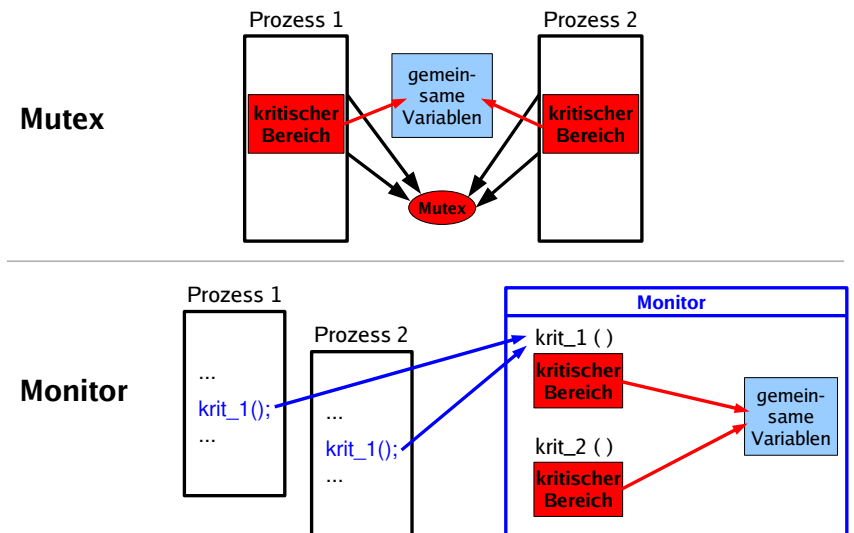 Prozess 1
Prozess 2
Mutex
kritischer
Bereich
gemein-
same
Variablen
kritischer
Bereich
Mutex
Monitor
Prozess 1
...
krit_1();
...
Prozess 2
...
krit_1();
...
Monitor
krit_1 ( )
kritischer
Bereich
krit_2 ( )
kritischer
Bereich
gemein-
same
Variablen